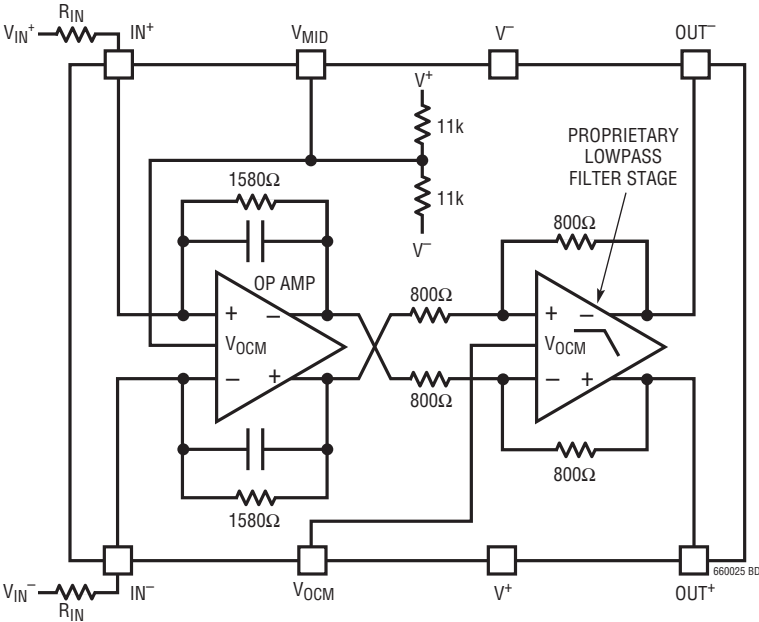 R_IN
V_IN⁺
IN⁺
V_MID
V⁻
OUT⁻
V⁺
11k
11k
V⁻
PROPRIETARY
LOWPASS
FILTER STAGE
1580Ω
OP AMP
+
−
V_OCM
−
+
800Ω
800Ω
800Ω
+
−
V_OCM
−
+
800Ω
1580Ω
V_IN⁻
R_IN
IN⁻
V_OCM
V⁺
OUT⁺
660025 BD